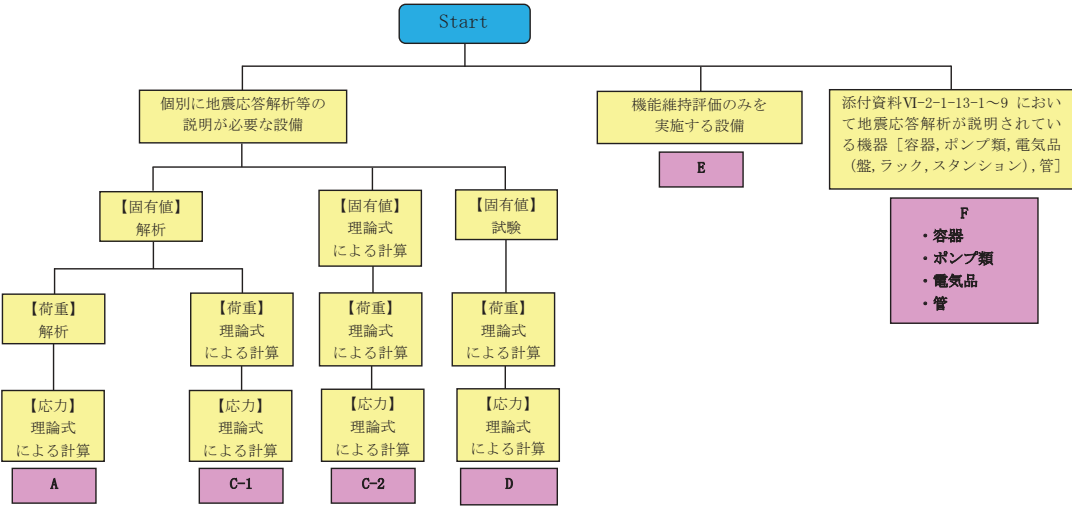 Start
個別に地震応答解析等の
説明が必要な設備
機能維持評価のみを
実施する設備
E
添付資料Ⅵ-2-1-13-1～9 におい
て地震応答解析が説明されてい
る機器［容器,ポンプ類,電気品
（盤,ラック,スタンション）,管］
F
・容器
・ポンプ類
・電気品
・管
【固有値】
解析
【固有値】
理論式
による計算
【固有値】
試験
【荷重】
解析
【荷重】
理論式
による計算
【荷重】
理論式
による計算
【荷重】
理論式
による計算
【応力】
理論式
による計算
【応力】
理論式
による計算
【応力】
理論式
による計算
【応力】
理論式
による計算
A
C-1
C-2
D